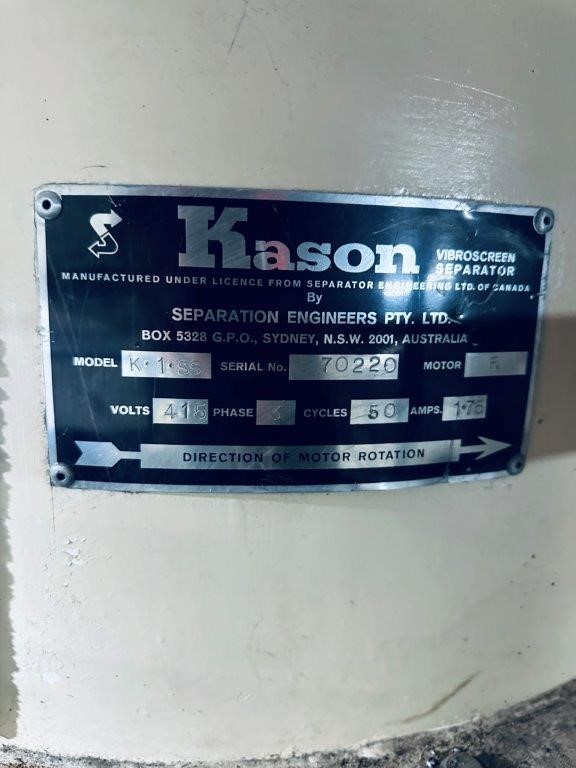 Kason VIBROSCREEN SEPARATOR
MANUFACTURED UNDER LICENCE FROM SEPARATOR ENGINEERING LTD. OF CANADA
By
SEPARATION ENGINEERS PTY. LTD.
BOX 5328 G.P.O., SYDNEY, N.S.W. 2001, AUSTRALIA
MODEL K·1·SS SERIAL No. 70220 MOTOR
VOLTS 415 PHASE 3 CYCLES 50 AMPS. 1·75
DIRECTION OF MOTOR ROTATION